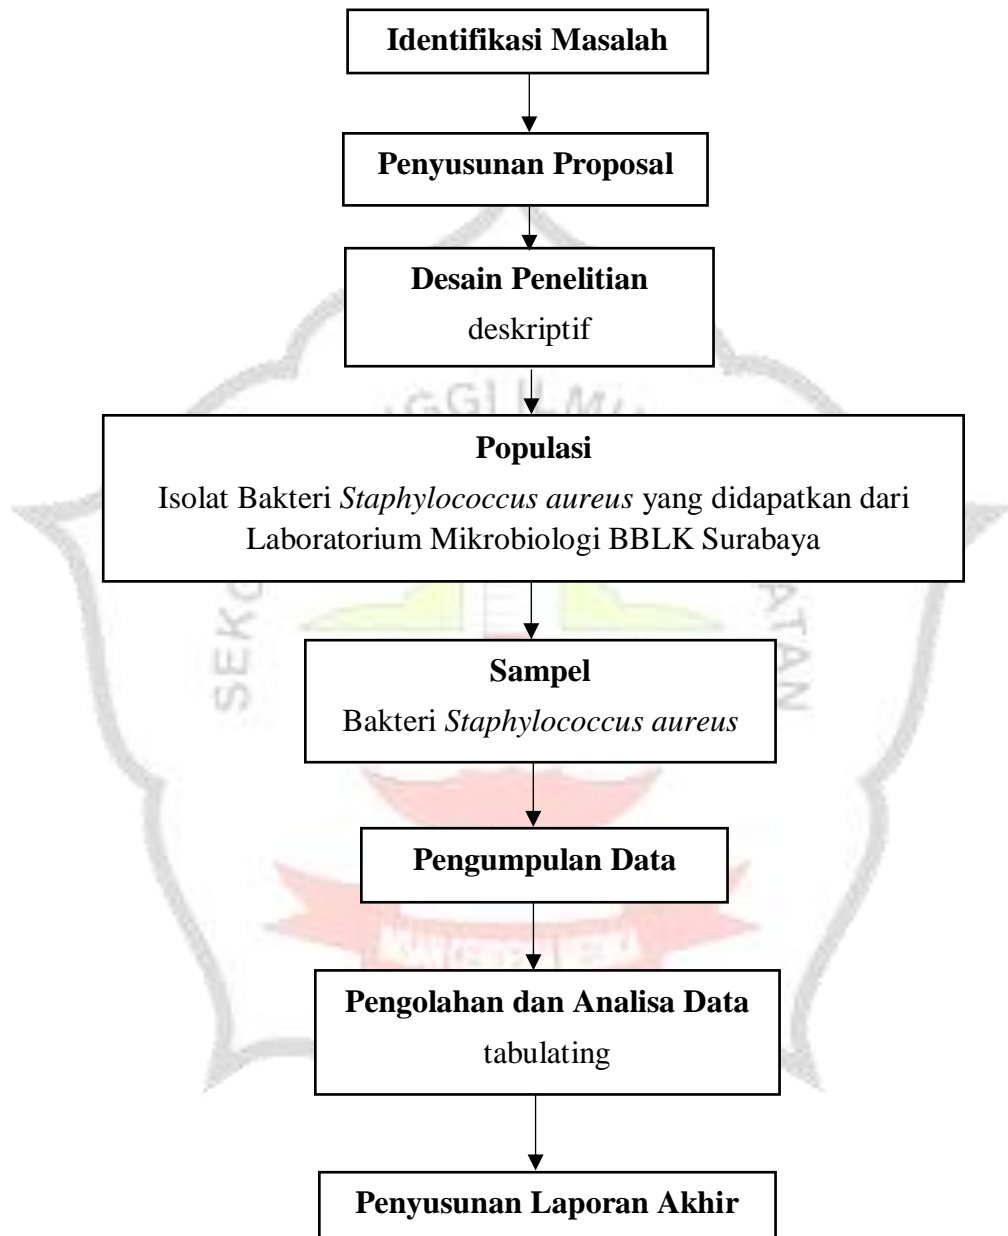 Identifikasi Masalah
Penyusunan Proposal
Desain Penelitian
deskriptif
Populasi
Isolat Bakteri Staphylococcus aureus yang didapatkan dari
Laboratorium Mikrobiologi BBLK Surabaya
Sampel
Bakteri Staphylococcus aureus
Pengumpulan Data
Pengolahan dan Analisa Data
tabulating
Penyusunan Laporan Akhir